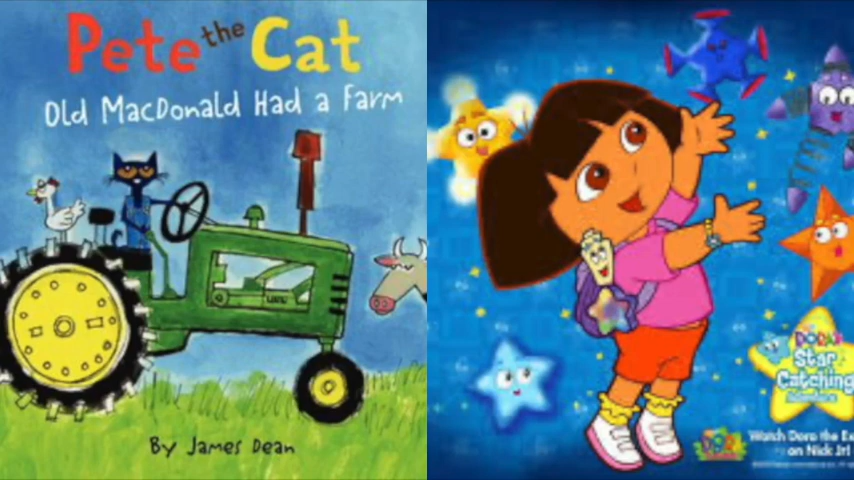 Pete the Cat
Old MacDonald Had a Farm
By James Dean
DORA's
Star
Catching
Watch Dora the Ex
on Nick Jr!